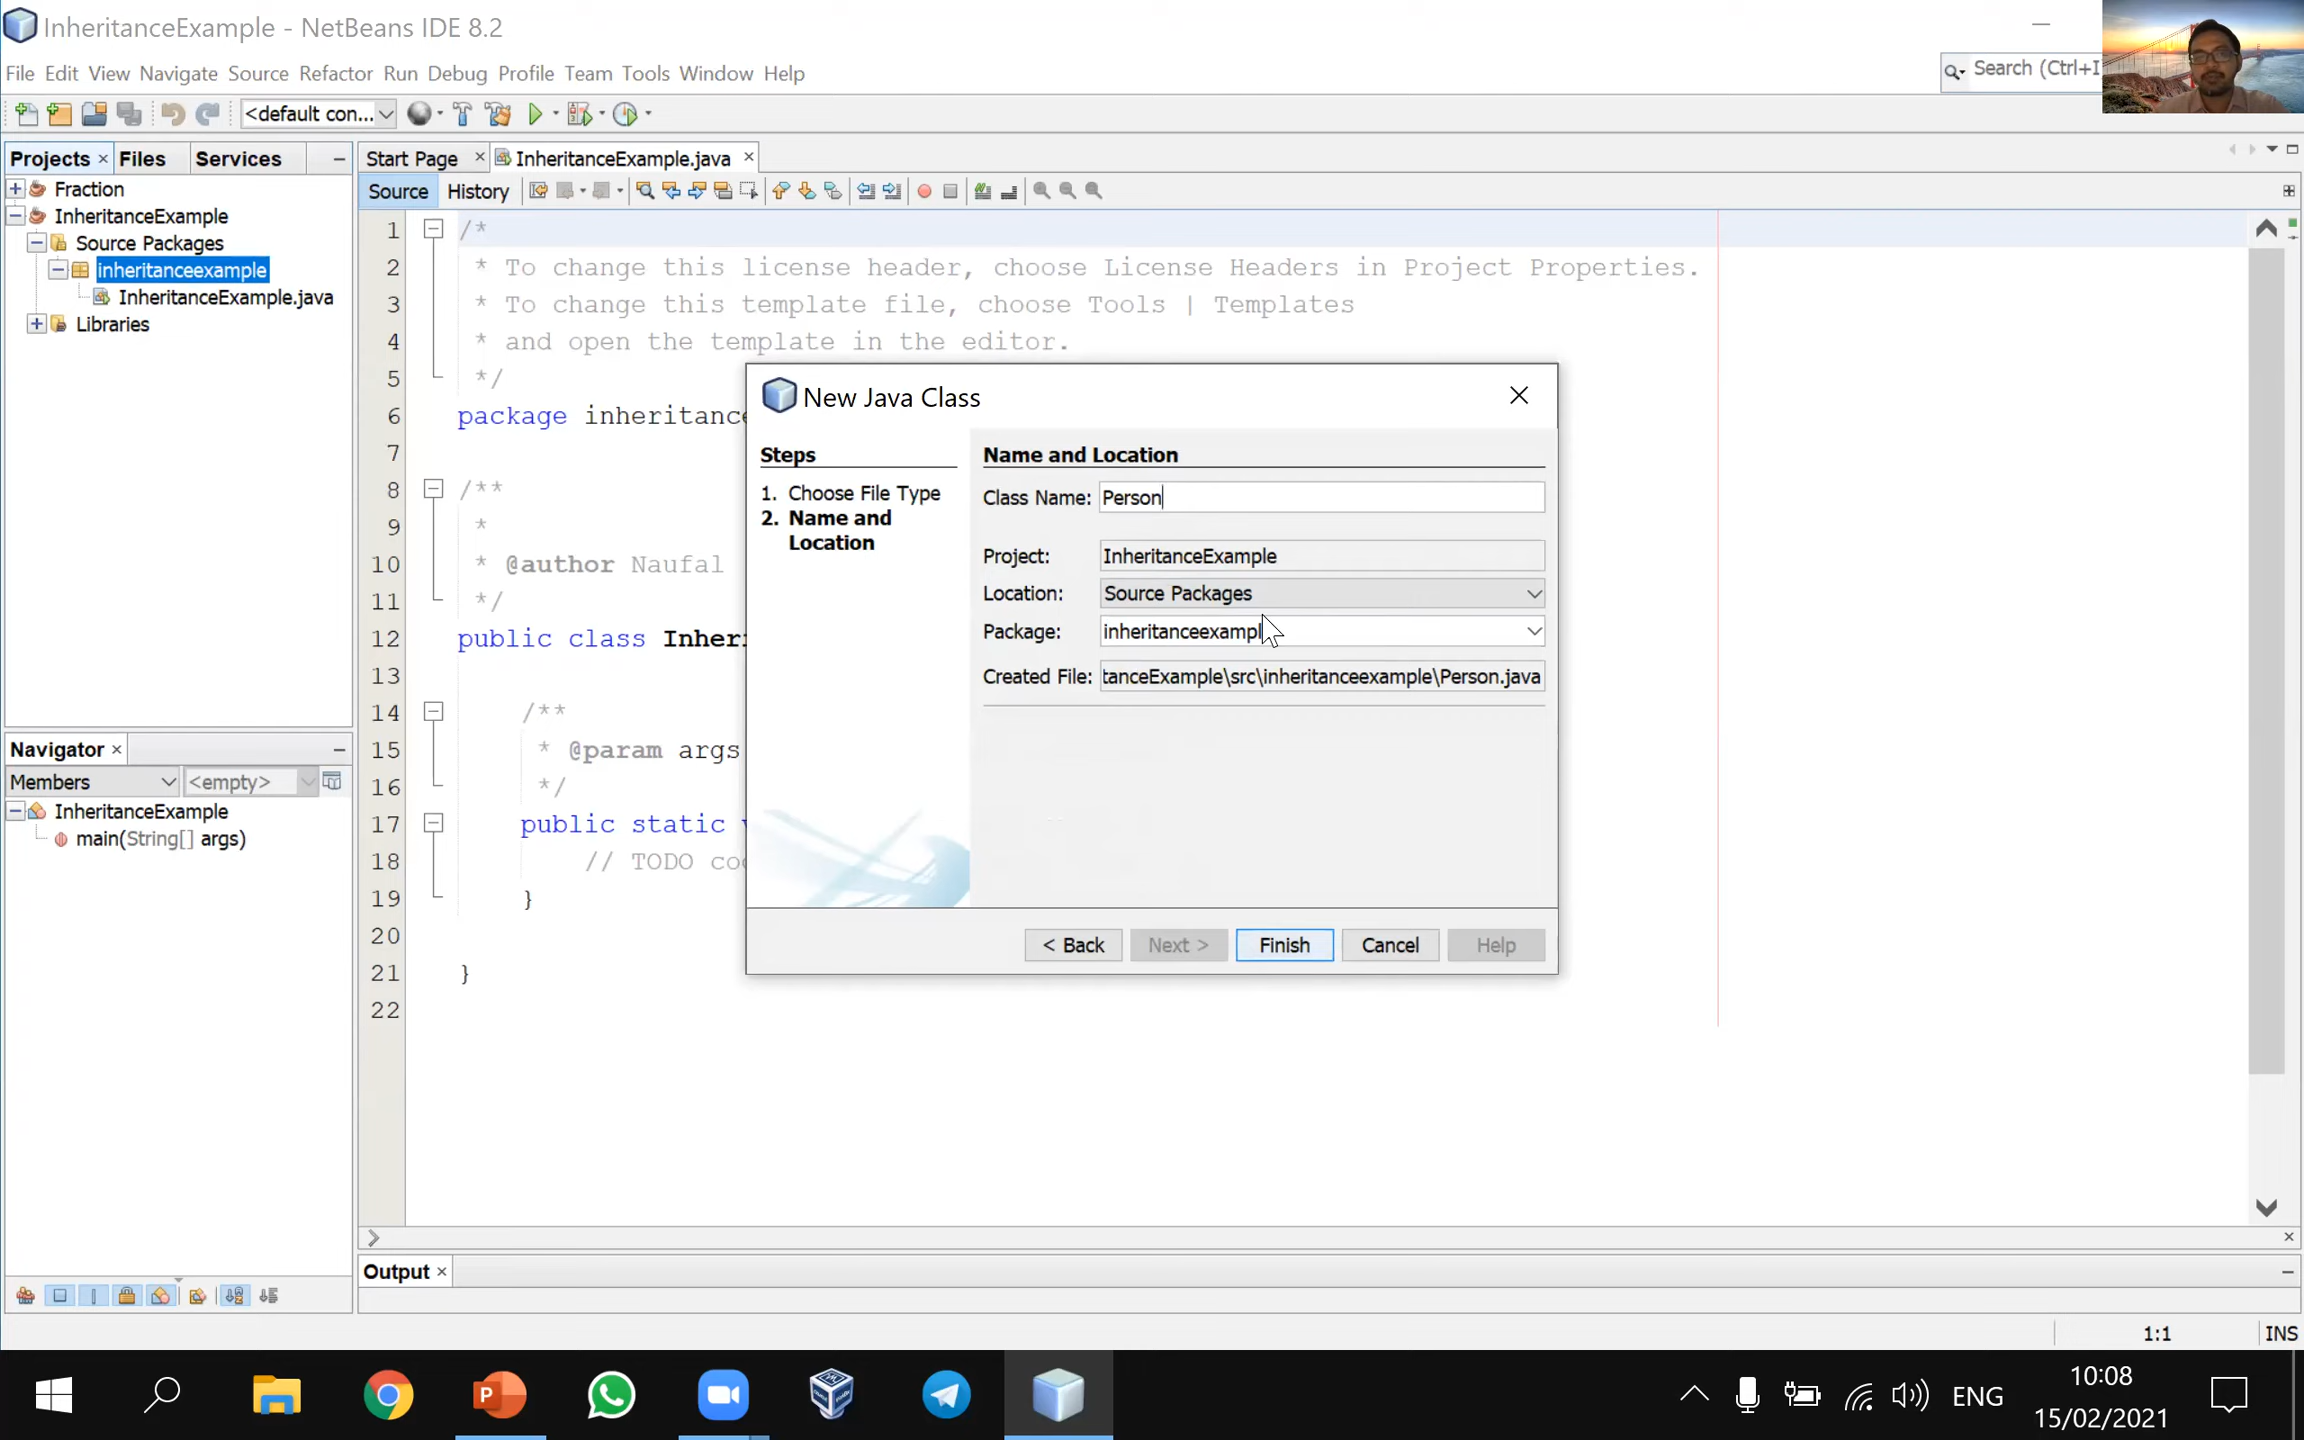 InheritanceExample - NetBeans IDE 8.2
File Edit View Navigate Source Refactor Run Debug Profile Team Tools Window Help
Search (Ctrl+I
<default con...
Projects Files Services
Start Page InheritanceExample.java
Source History
Fraction
InheritanceExample
Source Packages
inheritanceexample
InheritanceExample.java
Libraries
1 /*
2 * To change this license header, choose License Headers in Project Properties.
3 * To change this template file, choose Tools | Templates
4 * and open the template in the editor.
5 */
6 package inheritance
7
8 /**
9 *
10 * @author Naufal
11 */
12 public class Inheri
13
14 /**
15 * @param args
16 */
17 public static v
18 // TODO co
19 }
20
21 }
22
New Java Class
Steps
1. Choose File Type
2. Name and
Location
Name and Location
Class Name: Person
Project: InheritanceExample
Location: Source Packages
Package: inheritanceexampl
Created File: tanceExample\src\inheritanceexample\Person.java
< Back Next > Finish Cancel Help
Navigator
Members <empty>
InheritanceExample
main(String[] args)
Output
1:1 INS
ENG
10:08
15/02/2021